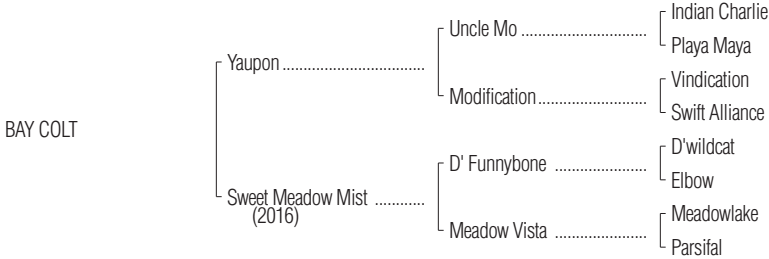 Indian Charlie
Uncle Mo ..............................
Playa Maya
Yaupon ..................................
Vindication
Modification..........................
Swift Alliance
BAY COLT
D'wildcat
D' Funnybone ......................
Elbow
Sweet Meadow Mist ............
(2016)
Meadowlake
Meadow Vista ......................
Parsifal